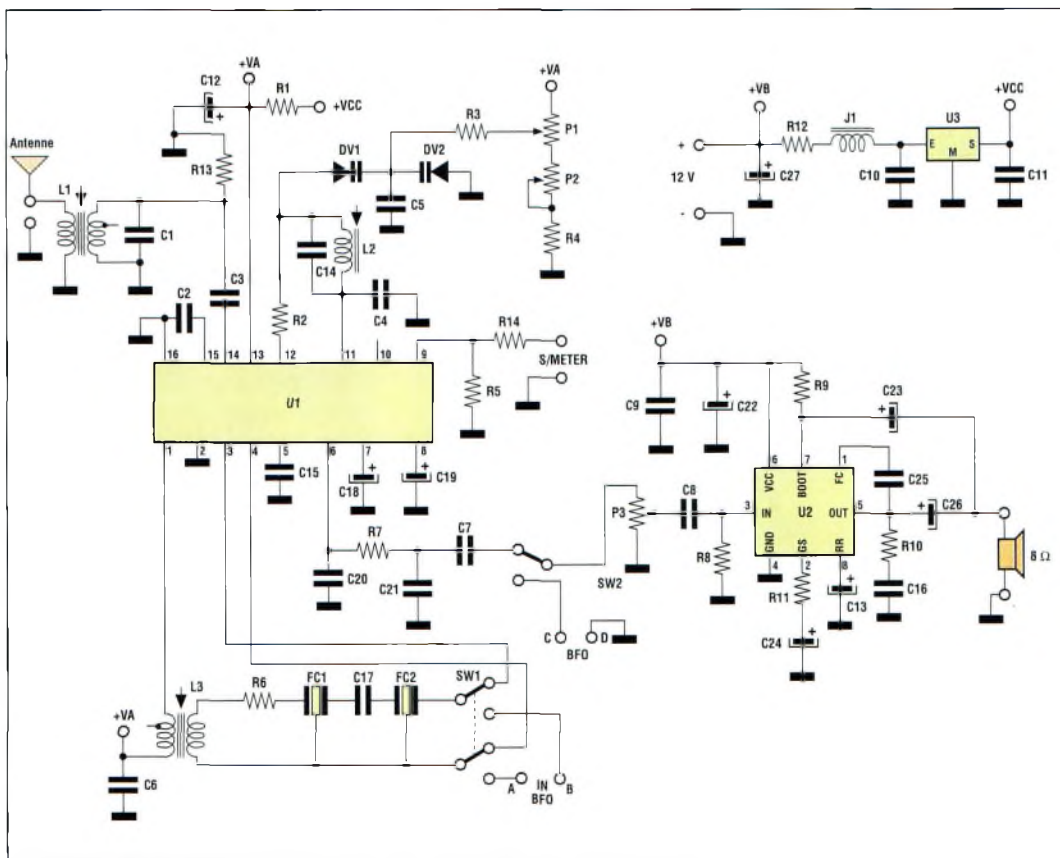 +VA
C12
R1
+VCC
Antenne
R13
L1
C1
C3
C2
DV1
DV2
R3
+VA
P1
P2
R4
C5
L2
C14
R2
C4
+VB
R12
J1
U3
E M S
+VCC
+
12 V
-
C27
C10
C11
16 15 14 13 12 11 10 9
U1
1 2 3 4 5 6 7 8
R14
S/METER
R5
C15
C18
C19
R7
C7
C20
C21
SW2
P3
C D
BFO
+VB
C9
C22
R9
C23
6 7 1
VCC BOOT FC
C25
C8
3 IN U2 OUT 5
C26
GND GS RR
4 2 8
R8
R11
C13
R10
C16
C24
8 Ω
L3
R6
FC1
C17
FC2
SW1
+VA
C6
A IN B
BFO